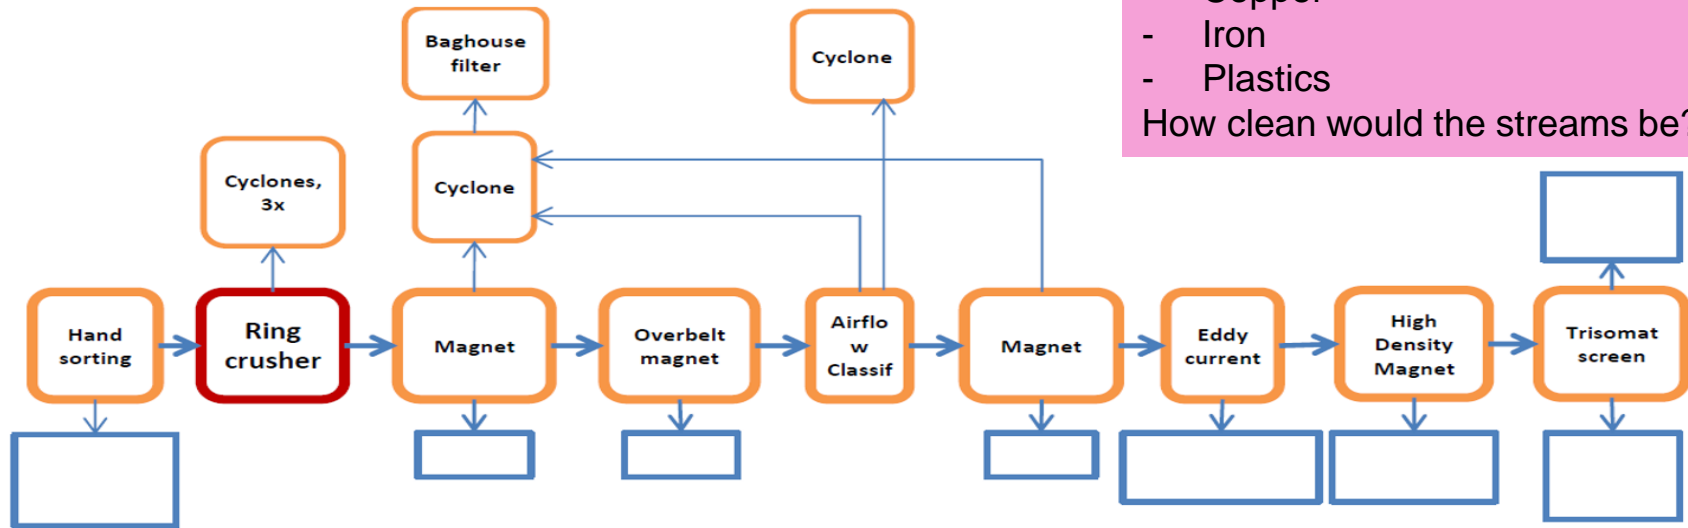 - Iron
- Plastics
How clean would the streams be?
Baghouse
filter
Cyclone
Cyclones,
3x
Cyclone
Hand
sorting
Ring
crusher
Magnet
Overbelt
magnet
Airflo
w
Classif
Magnet
Eddy
current
High
Density
Magnet
Trisomat
screen